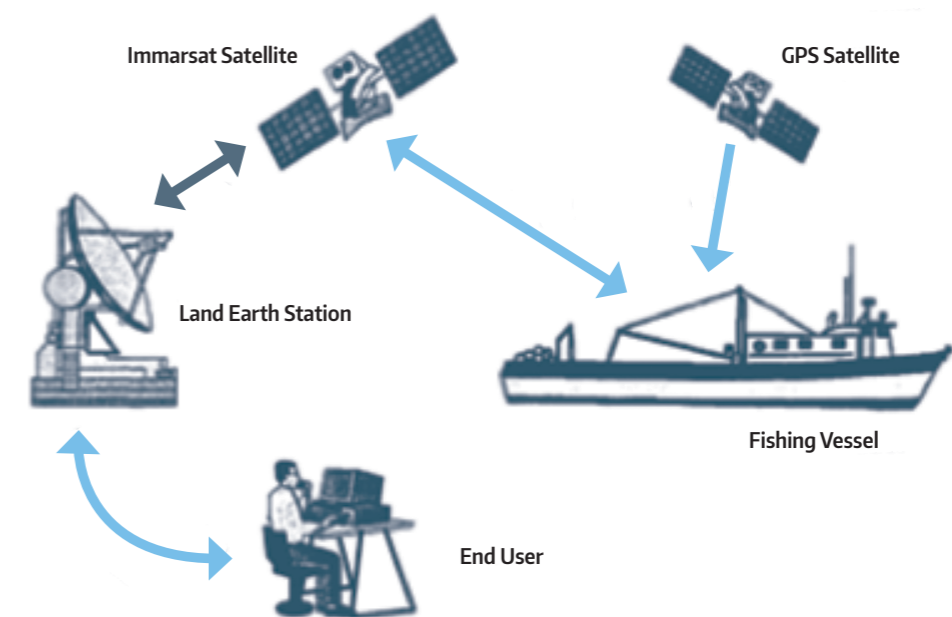 Immarsat Satellite
GPS Satellite
Land Earth Station
Fishing Vessel
End User